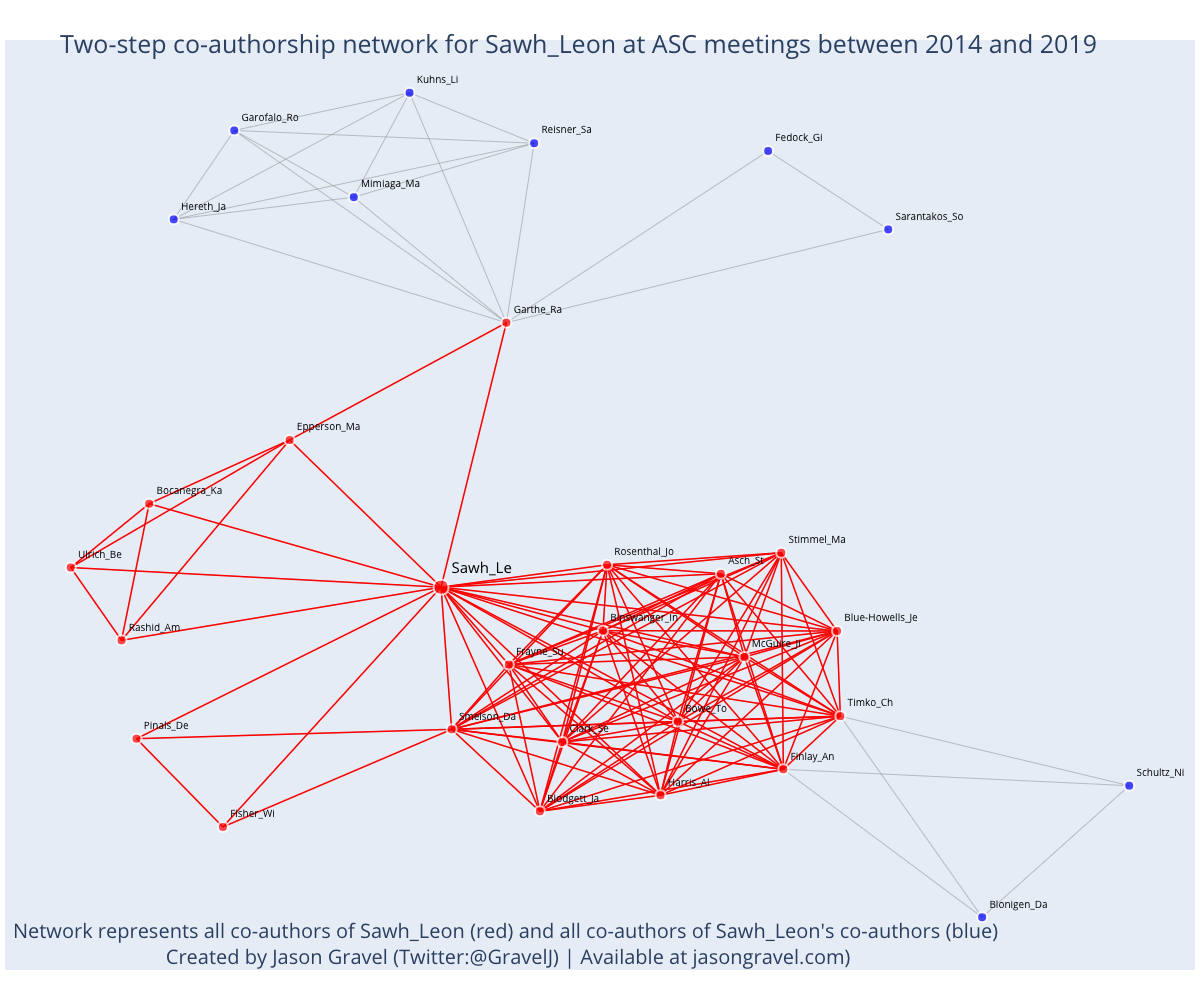 Two-step co-authorship network for Sawh_Leon at ASC meetings between 2014 and 2019
Kuhns_Li
Garofalo_Ro
Reisner_Sa
Fedock_Gi
Mimiaga_Ma
Hereth_Ja
Sarantakos_So
Garthe_Ra
Epperson_Ma
Bocanegra_Ka
Ulrich_Be
Rashid_Am
Sawh_Le
Rosenthal_Jo
Stimmel_Ma
Asch_St
Binswanger_In
Blue-Howells_Je
McGuire_Ji
Frayne_Su
Timko_Ch
Bowe_To
Smelson_Da
Clark_Se
Pinals_De
Finlay_An
Schultz_Ni
Harris_Al
Blodgett_Ja
Fisher_Wi
Blonigen_Da
Network represents all co-authors of Sawh_Leon (red) and all co-authors of Sawh_Leon's co-authors (blue)
Created by Jason Gravel (Twitter:@GravelJ) | Available at jasongravel.com)